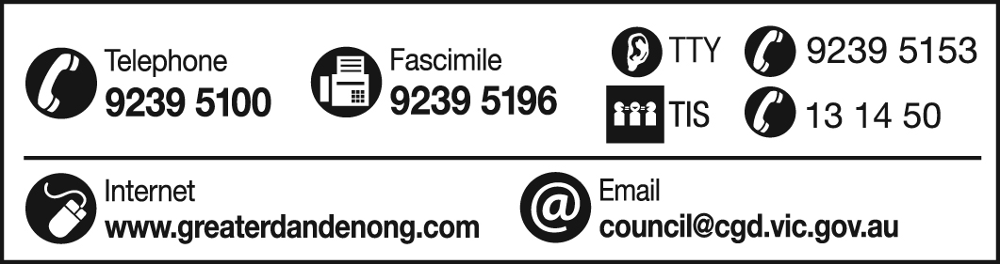 Telephone
9239 5100
Fascimile
9239 5196
TTY 9239 5153
TIS 13 14 50
Internet
www.greaterdandenong.com
@
Email
council@cgd.vic.gov.au